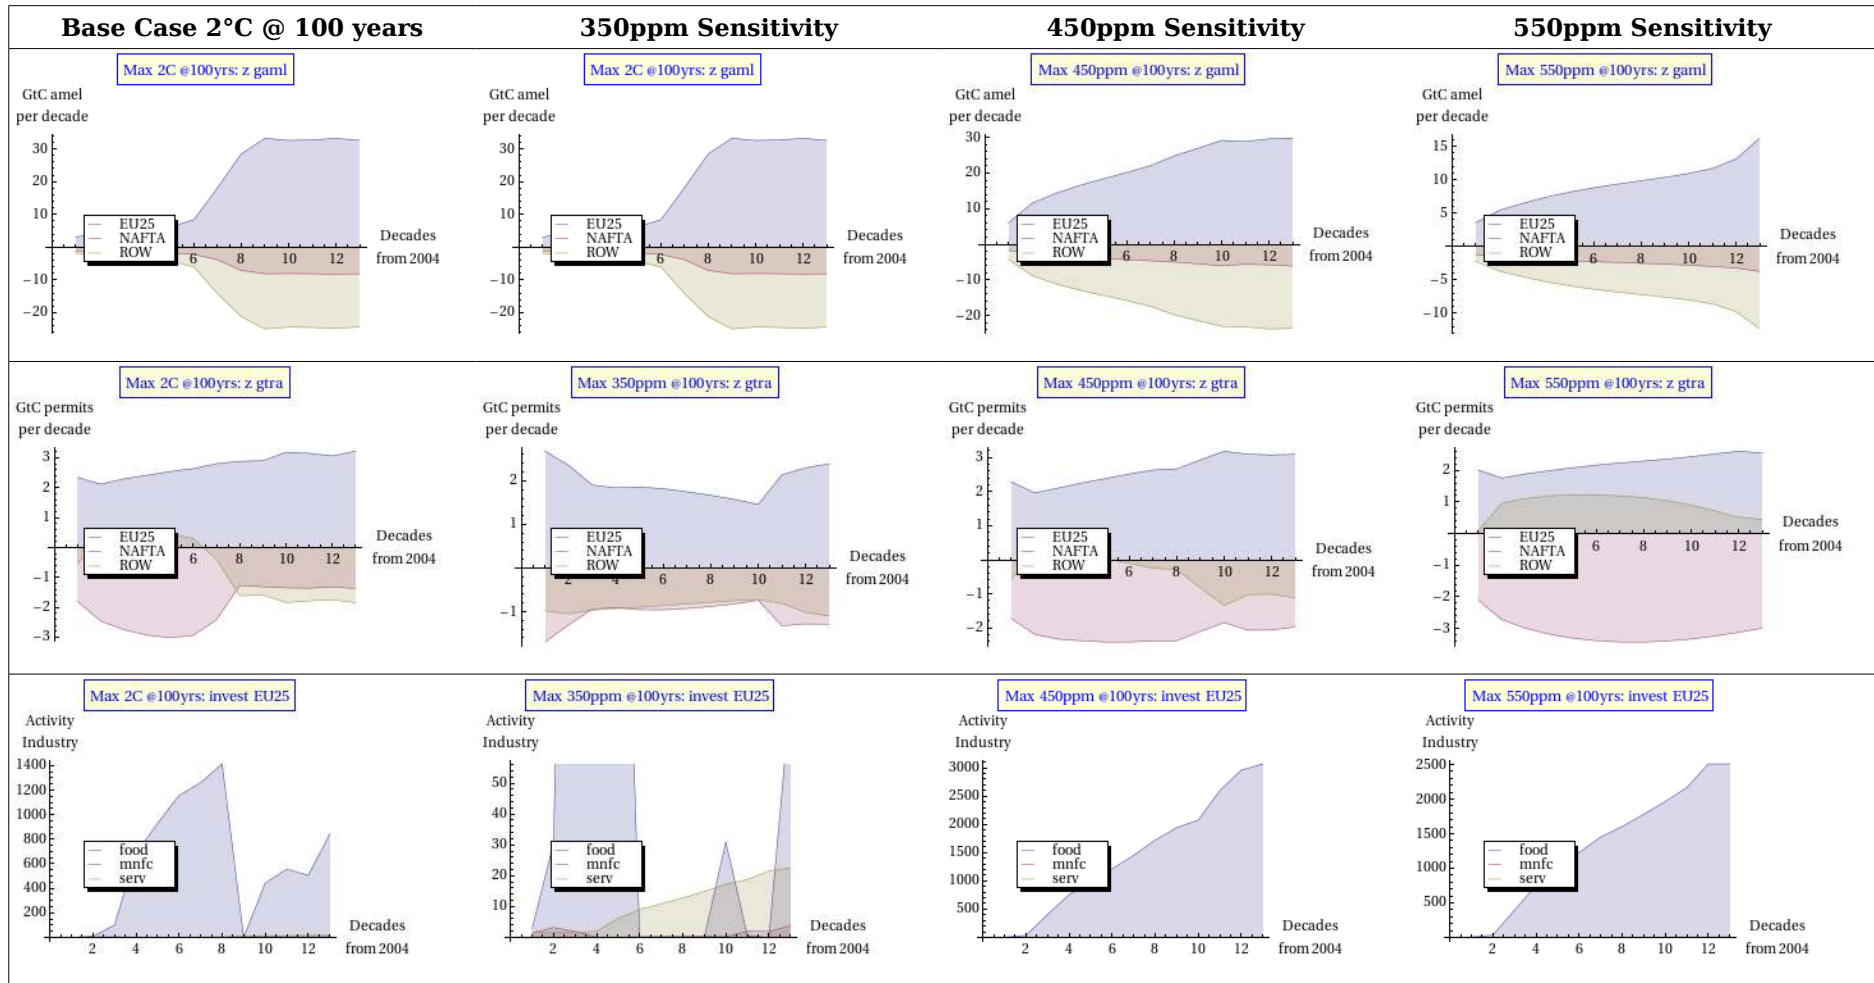 Base Case 2°C @ 100 years
350ppm Sensitivity
450ppm Sensitivity
550ppm Sensitivity
Max 2C @100yrs: z gaml
GtC amel
per decade
30
20
10
−10
−20
6 8 10 12
EU25
NAFTA
ROW
Decades
from 2004
Max 2C @100yrs: z gaml
GtC amel
per decade
30
20
10
−10
−20
6 8 10 12
EU25
NAFTA
ROW
Decades
from 2004
Max 450ppm @100yrs: z gaml
GtC amel
per decade
30
20
10
−10
−20
6 8 10 12
EU25
NAFTA
ROW
Decades
from 2004
Max 550ppm @100yrs: z gaml
GtC amel
per decade
15
10
5
−5
−10
6 8 10 12
EU25
NAFTA
ROW
Decades
from 2004
Max 2C @100yrs: z gtra
GtC permits
per decade
3
2
1
−1
−2
−3
6 8 10 12
EU25
NAFTA
ROW
Decades
from 2004
Max 350ppm @100yrs: z gtra
GtC permits
per decade
2
1
−1
2 4 6 8 10 12
EU25
NAFTA
ROW
Decades
from 2004
Max 450ppm @100yrs: z gtra
GtC permits
per decade
3
2
1
−1
−2
6 8 10 12
EU25
NAFTA
ROW
Decades
from 2004
Max 550ppm @100yrs: z gtra
GtC permits
per decade
2
1
−1
−2
−3
6 8 10 12
EU25
NAFTA
ROW
Decades
from 2004
Max 2C @100yrs: invest EU25
Activity
Industry
1400
1200
1000
800
600
400
200
2 4 6 8 10 12
food
mnfc
serv
Decades
from 2004
Max 350ppm @100yrs: invest EU25
Activity
Industry
50
40
30
20
10
2 4 6 8 10 12
food
mnfc
serv
Decades
from 2004
Max 450ppm @100yrs: invest EU25
Activity
Industry
3000
2500
2000
1500
1000
500
2 4 6 8 10 12
food
mnfc
serv
Decades
from 2004
Max 550ppm @100yrs: invest EU25
Activity
Industry
2500
2000
1500
1000
500
2 4 6 8 10 12
food
mnfc
serv
Decades
from 2004